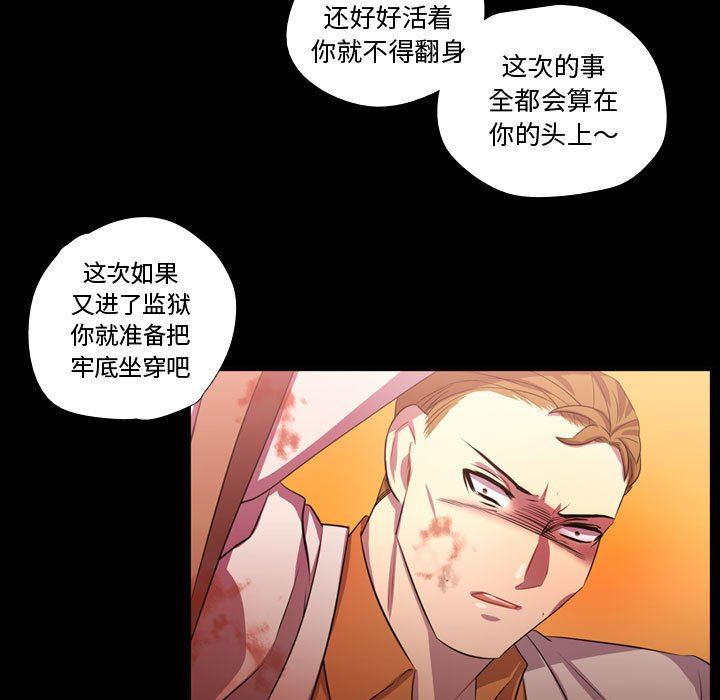 还好好活着
你就不得翻身
这次的事
全都会算在
你的头上～
这次如果
又进了监狱
你就准备把
牢底坐穿吧